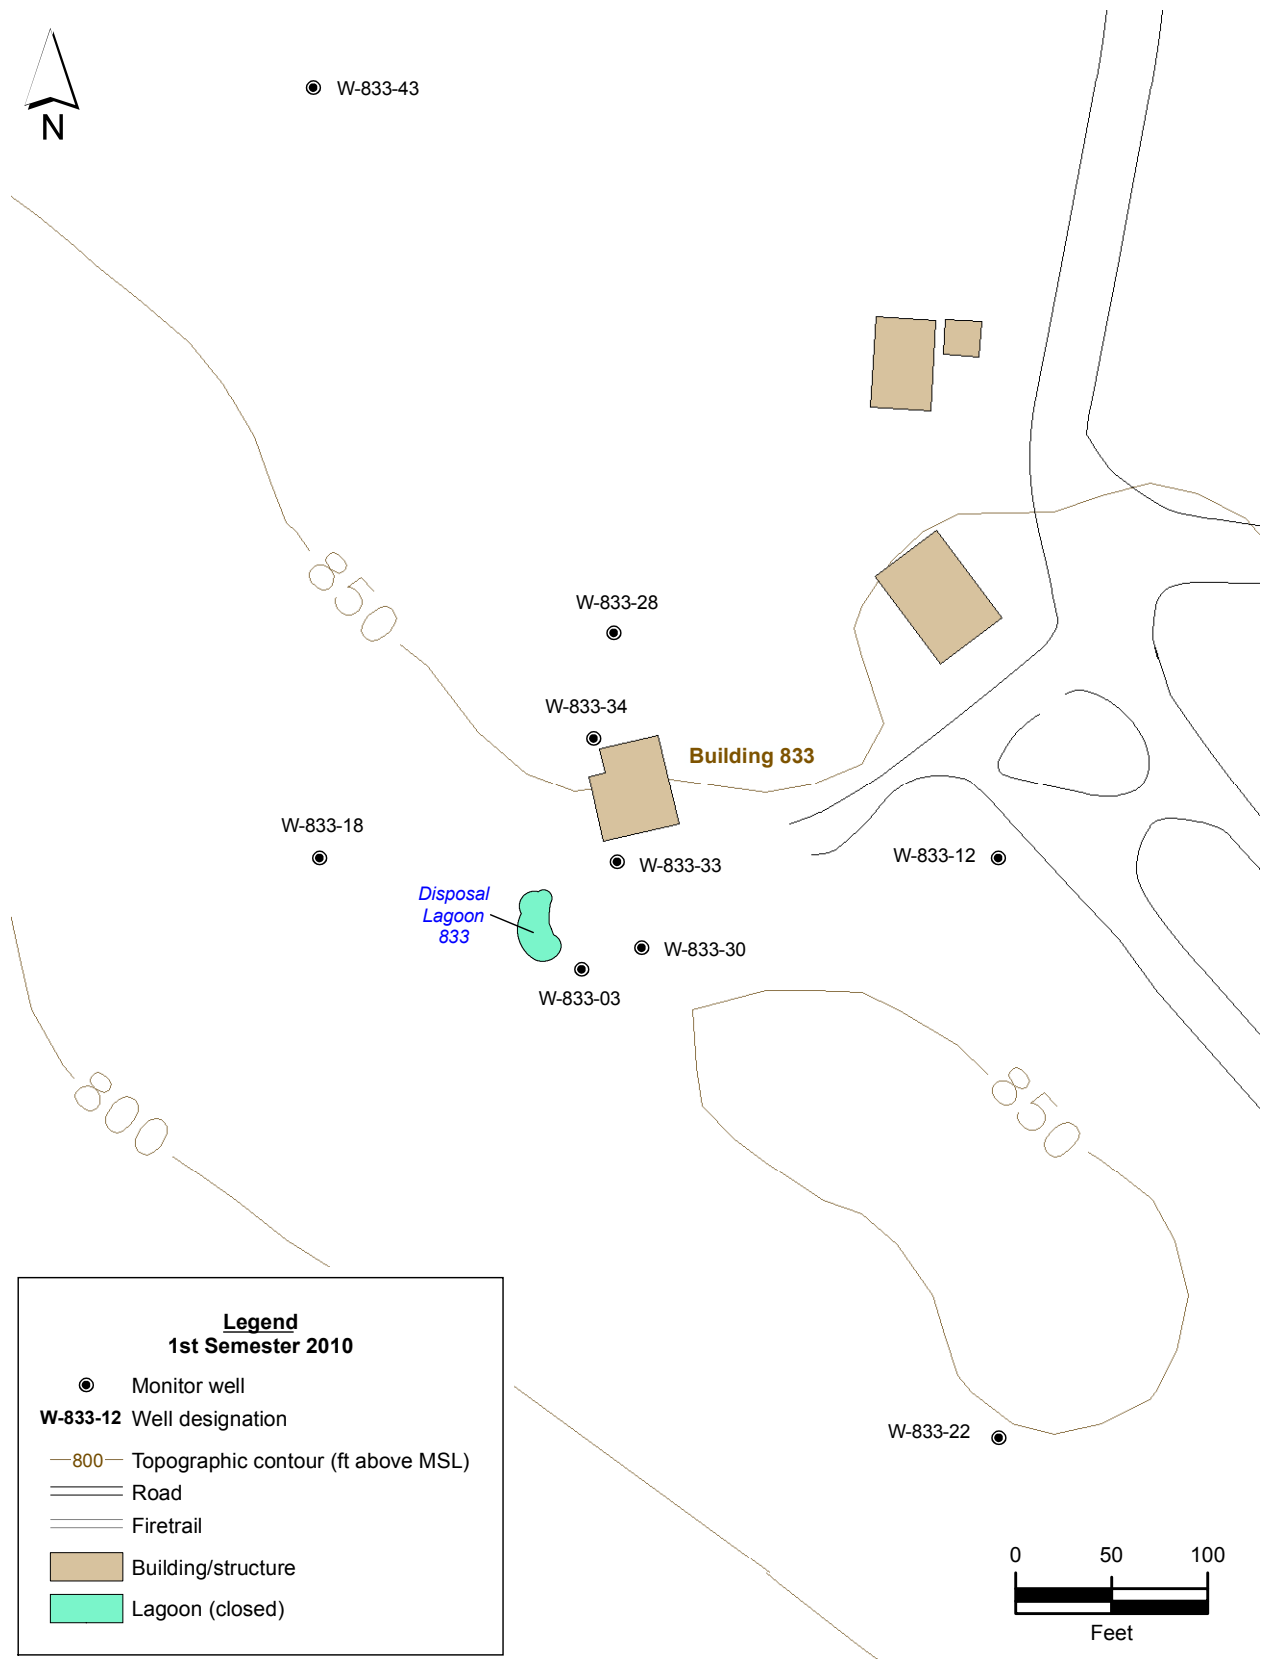 N
W-833-43
850
W-833-28
W-833-34
Building 833
W-833-18
W-833-33
W-833-12
Disposal
Lagoon
833
W-833-30
W-833-03
800
850
W-833-22
Legend
1st Semester 2010
Monitor well
W-833-12 Well designation
800 Topographic contour (ft above MSL)
Road
Firetrail
Building/structure
Lagoon (closed)
0 50 100
Feet